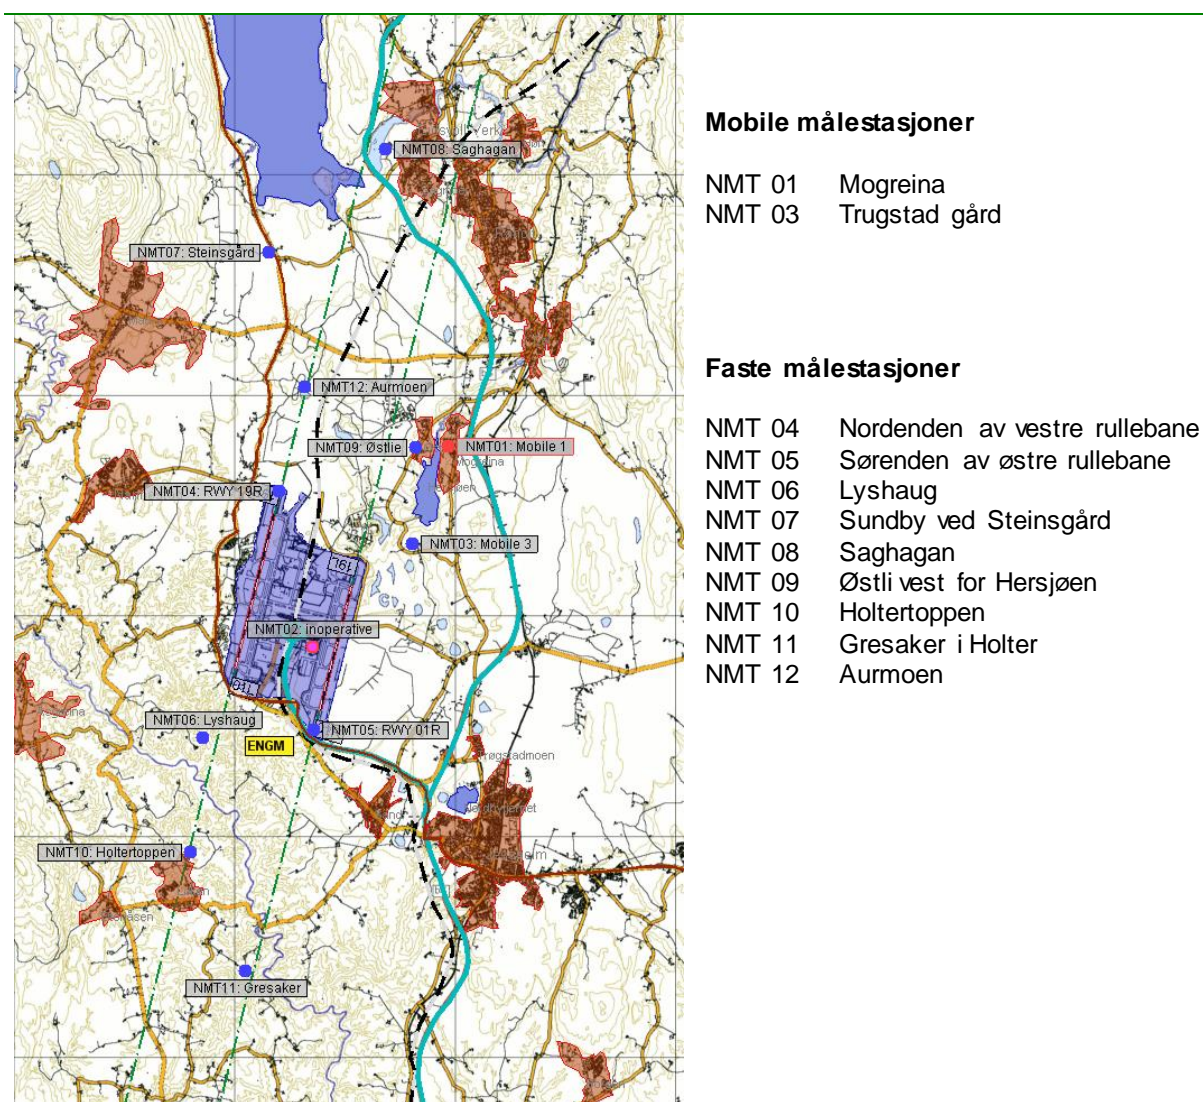 Mobile målestasjoner
NMT 01 Mogreina
NMT 03 Trugstad gård
Faste målestasjoner
NMT 04 Nordenden av vestre rullebane
NMT 05 Sørenden av østre rullebane
NMT 06 Lyshaug
NMT 07 Sundby ved Steinsgård
NMT 08 Saghagan
NMT 09 Østli vest for Hersjøen
NMT 10 Holtertoppen
NMT 11 Gresaker i Holter
NMT 12 Aurmoen
NMT08: Saghagan
NMT07: Steinsgård
NMT12: Aurmoen
NMT09: Østlie
NMT01: Mobile 1
Mogreina
NMT04: RWY 19R
NMT03: Mobile 3
19L
NMT02: inoperative
01L
NMT06: Lyshaug
NMT05: RWY 01R
ENGM
Trøgstadmoen
NMT10: Holtertoppen
NMT11: Gresaker